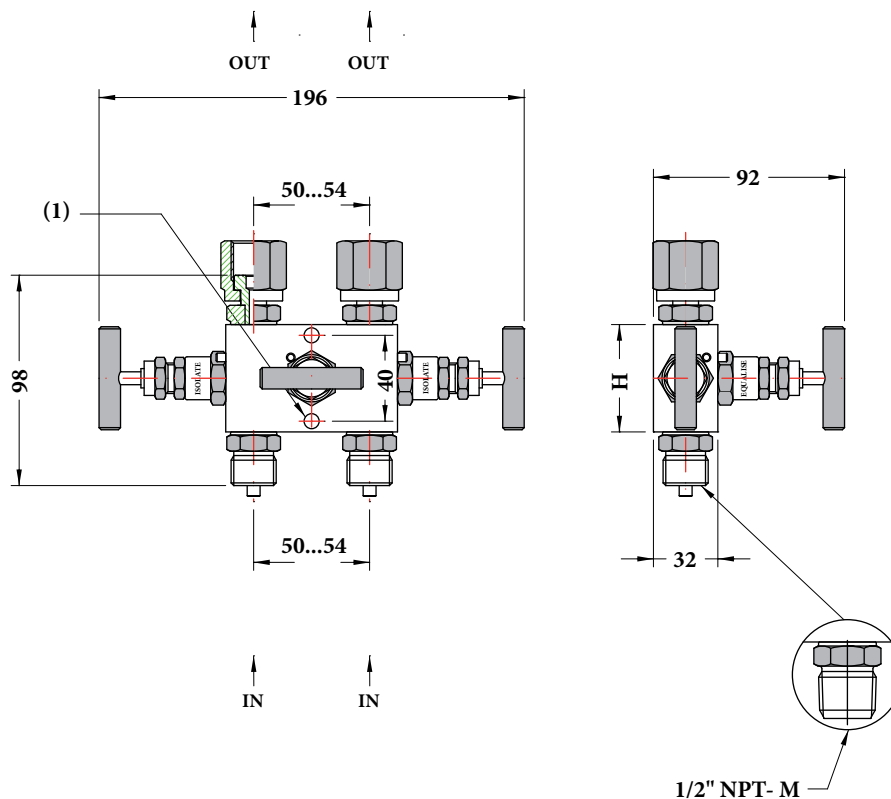 OUT OUT
196
50...54
92
(1)
98
40
H
ISOLATE
ISOLATE
EQUALISE
50...54
32
IN IN
1/2" NPT- M